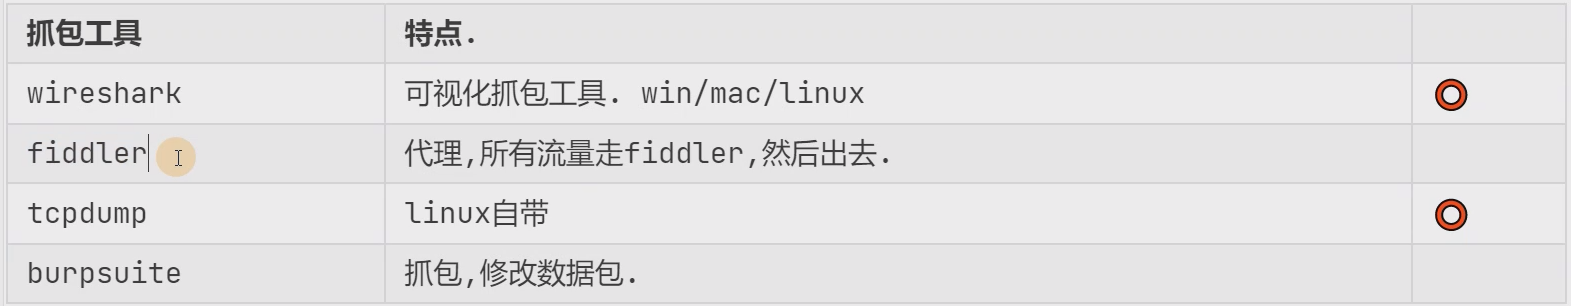 抓包工具 特点.
wireshark 可视化抓包工具. win/mac/linux
fiddler 代理,所有流量走fiddler,然后出去.
tcpdump linux自带
burpsuite 抓包,修改数据包.